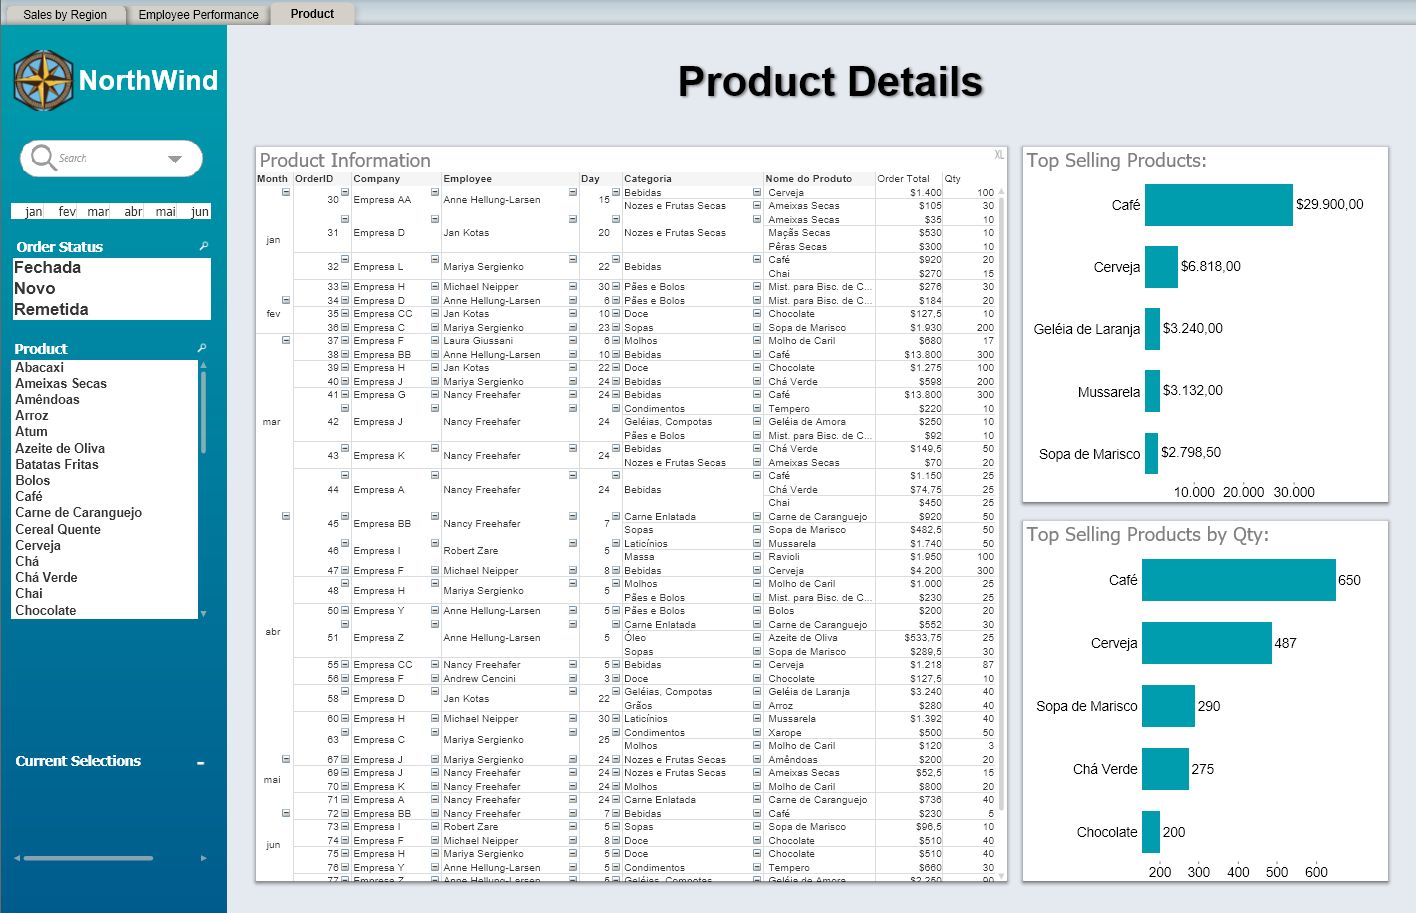 Sales by Region Employee Performance Product
NorthWind
Product Details
Search
jan fev mar abr mai jun
Order Status
Fechada
Novo
Remetida
Product
Abacaxi
Ameixas Secas
Amêndoas
Arroz
Atum
Azeite de Oliva
Batatas Fritas
Bolos
Café
Carne de Caranguejo
Cereal Quente
Cerveja
Chá
Chá Verde
Chai
Chocolate
Current Selections
Product Information XL
Month OrderID Company Employee Day Categoria Nome do Produto Order Total Qty
jan 30 Empresa AA Anne Hellung-Larsen 15 Bebidas Cerveja $1.400 100
Nozes e Frutas Secas Ameixas Secas $105 30
31 Empresa D Jan Kotas 20 Nozes e Frutas Secas Ameixas Secas $35 10
Maçãs Secas $530 10
Pêras Secas $300 10
32 Empresa L Mariya Sergienko 22 Bebidas Café $920 20
Chai $270 15
33 Empresa H Michael Neipper 30 Pães e Bolos Mist. para Bisc. de C... $276 30
fev 34 Empresa D Anne Hellung-Larsen 6 Pães e Bolos Mist. para Bisc. de C... $184 20
35 Empresa CC Jan Kotas 10 Doce Chocolate $127,5 10
36 Empresa C Mariya Sergienko 23 Sopas Sopa de Marisco $1.930 200
mar 37 Empresa F Laura Giussani 6 Molhos Molho de Caril $680 17
38 Empresa BB Anne Hellung-Larsen 10 Bebidas Café $13.800 300
39 Empresa H Jan Kotas 22 Doce Chocolate $1.275 100
40 Empresa J Mariya Sergienko 24 Bebidas Chá Verde $598 200
41 Empresa G Nancy Freehafer 24 Bebidas Café $13.800 300
42 Empresa J Nancy Freehafer 24 Condimentos Tempero $220 10
Geléias, Compotas Geléia de Amora $250 10
Pães e Bolos Mist. para Bisc. de C... $92 10
43 Empresa K Nancy Freehafer 24 Bebidas Chá Verde $149,5 50
Nozes e Frutas Secas Ameixas Secas $70 20
44 Empresa A Nancy Freehafer 24 Bebidas Café $1.150 25
Chá Verde $74,75 25
Chai $450 25
abr 45 Empresa BB Nancy Freehafer 7 Carne Enlatada Carne de Caranguejo $920 50
Sopas Sopa de Marisco $482,5 50
46 Empresa I Robert Zare 5 Laticínios Mussarela $1.740 50
Massa Ravioli $1.950 100
47 Empresa F Michael Neipper 8 Bebidas Cerveja $4.200 300
48 Empresa H Mariya Sergienko 5 Molhos Molho de Caril $1.000 25
Pães e Bolos Mist. para Bisc. de C... $230 25
50 Empresa Y Anne Hellung-Larsen 5 Pães e Bolos Bolos $200 20
51 Empresa Z Anne Hellung-Larsen 5 Carne Enlatada Carne de Caranguejo $552 30
Óleo Azeite de Oliva $533,75 25
Sopas Sopa de Marisco $289,5 30
55 Empresa CC Nancy Freehafer 5 Bebidas Cerveja $1.218 87
56 Empresa F Andrew Cencini 3 Doce Chocolate $127,5 10
58 Empresa D Jan Kotas 22 Geléias, Compotas Geléia de Laranja $3.240 40
Grãos Arroz $280 40
60 Empresa H Michael Neipper 30 Laticínios Mussarela $1.392 40
63 Empresa C Mariya Sergienko 25 Condimentos Xarope $500 50
Molhos Molho de Caril $120 3
mai 67 Empresa J Mariya Sergienko 24 Nozes e Frutas Secas Amêndoas $200 20
69 Empresa J Nancy Freehafer 24 Nozes e Frutas Secas Ameixas Secas $52,5 15
70 Empresa K Nancy Freehafer 24 Molhos Molho de Caril $800 20
71 Empresa A Nancy Freehafer 24 Carne Enlatada Carne de Caranguejo $736 40
jun 72 Empresa BB Nancy Freehafer 7 Bebidas Café $230 5
73 Empresa I Robert Zare 5 Sopas Sopa de Marisco $96,5 10
74 Empresa F Michael Neipper 8 Doce Chocolate $510 40
75 Empresa H Mariya Sergienko 5 Doce Chocolate $510 40
76 Empresa Y Anne Hellung-Larsen 5 Condimentos Tempero $660 30
77 Empresa Z Anne Hellung-Larsen 5 Geléias, Compotas Geléia de Amora $2.250 90
Top Selling Products:
Café $29.900,00
Cerveja $6.818,00
Geléia de Laranja $3.240,00
Mussarela $3.132,00
Sopa de Marisco $2.798,50
10.000 20.000 30.000
Top Selling Products by Qty:
Café 650
Cerveja 487
Sopa de Marisco 290
Chá Verde 275
Chocolate 200
200 400 500 600